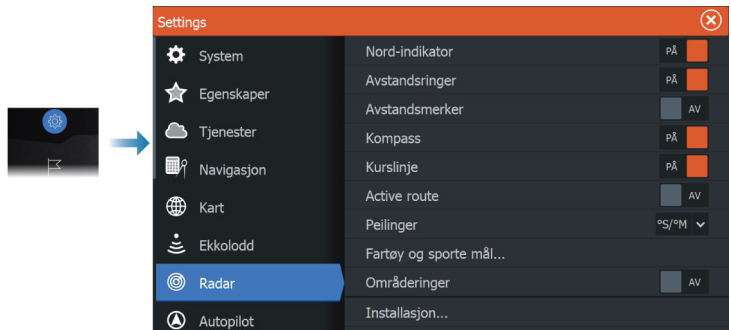 Settings
System
Egenskaper
Tjenester
Navigasjon
Kart
Ekkolodd
Radar
Autopilot
Nord-indikator PÅ
Avstandsringer PÅ
Avstandsmerker AV
Kompass PÅ
Kurslinje PÅ
Active route AV
Peilinger °S/°M
Fartøy og sporte mål...
Områderinger AV
Installasjon...